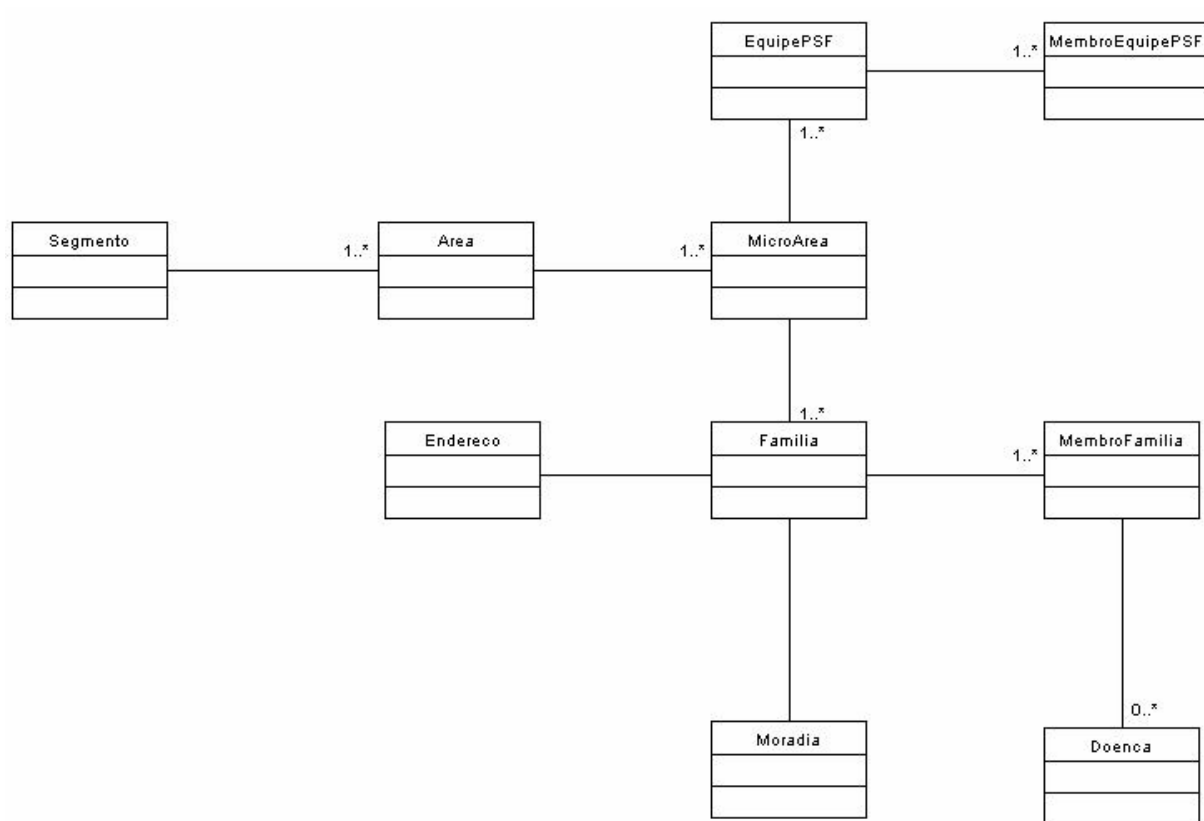 EquipePSF
1..*
MembroEquipePSF
1..*
Segmento
1..*
Area
1..*
MicroArea
1..*
Endereco
Familia
1..*
MembroFamilia
0..*
Moradia
Doenca